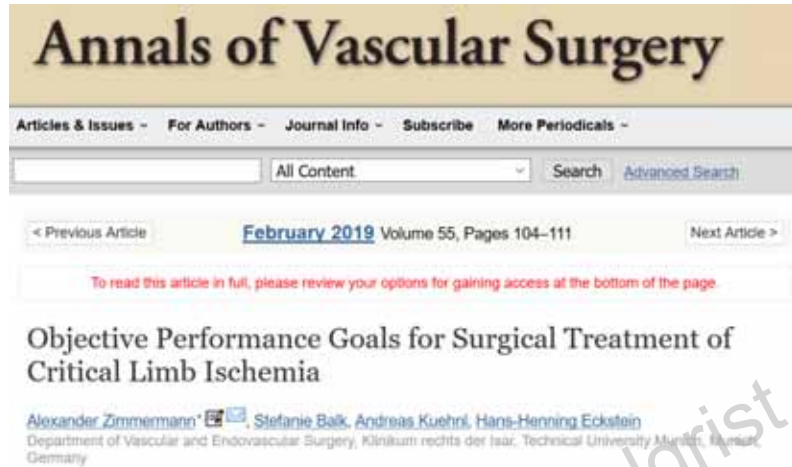 Annals of Vascular Surgery
Articles & Issues For Authors Journal Info Subscribe More Periodicals
All Content Search Advanced Search
< Previous Article February 2019 Volume 55, Pages 104–111 Next Article >
To read this article in full, please review your options for gaining access at the bottom of the page.
Objective Performance Goals for Surgical Treatment of
Critical Limb Ischemia
Alexander Zimmermann*, Stefanie Balk, Andreas Kuehnl, Hans-Henning Eckstein
Department of Vascular and Endovascular Surgery, Klinikum rechts der Isar, Technical University Munich, Munich,
Germany